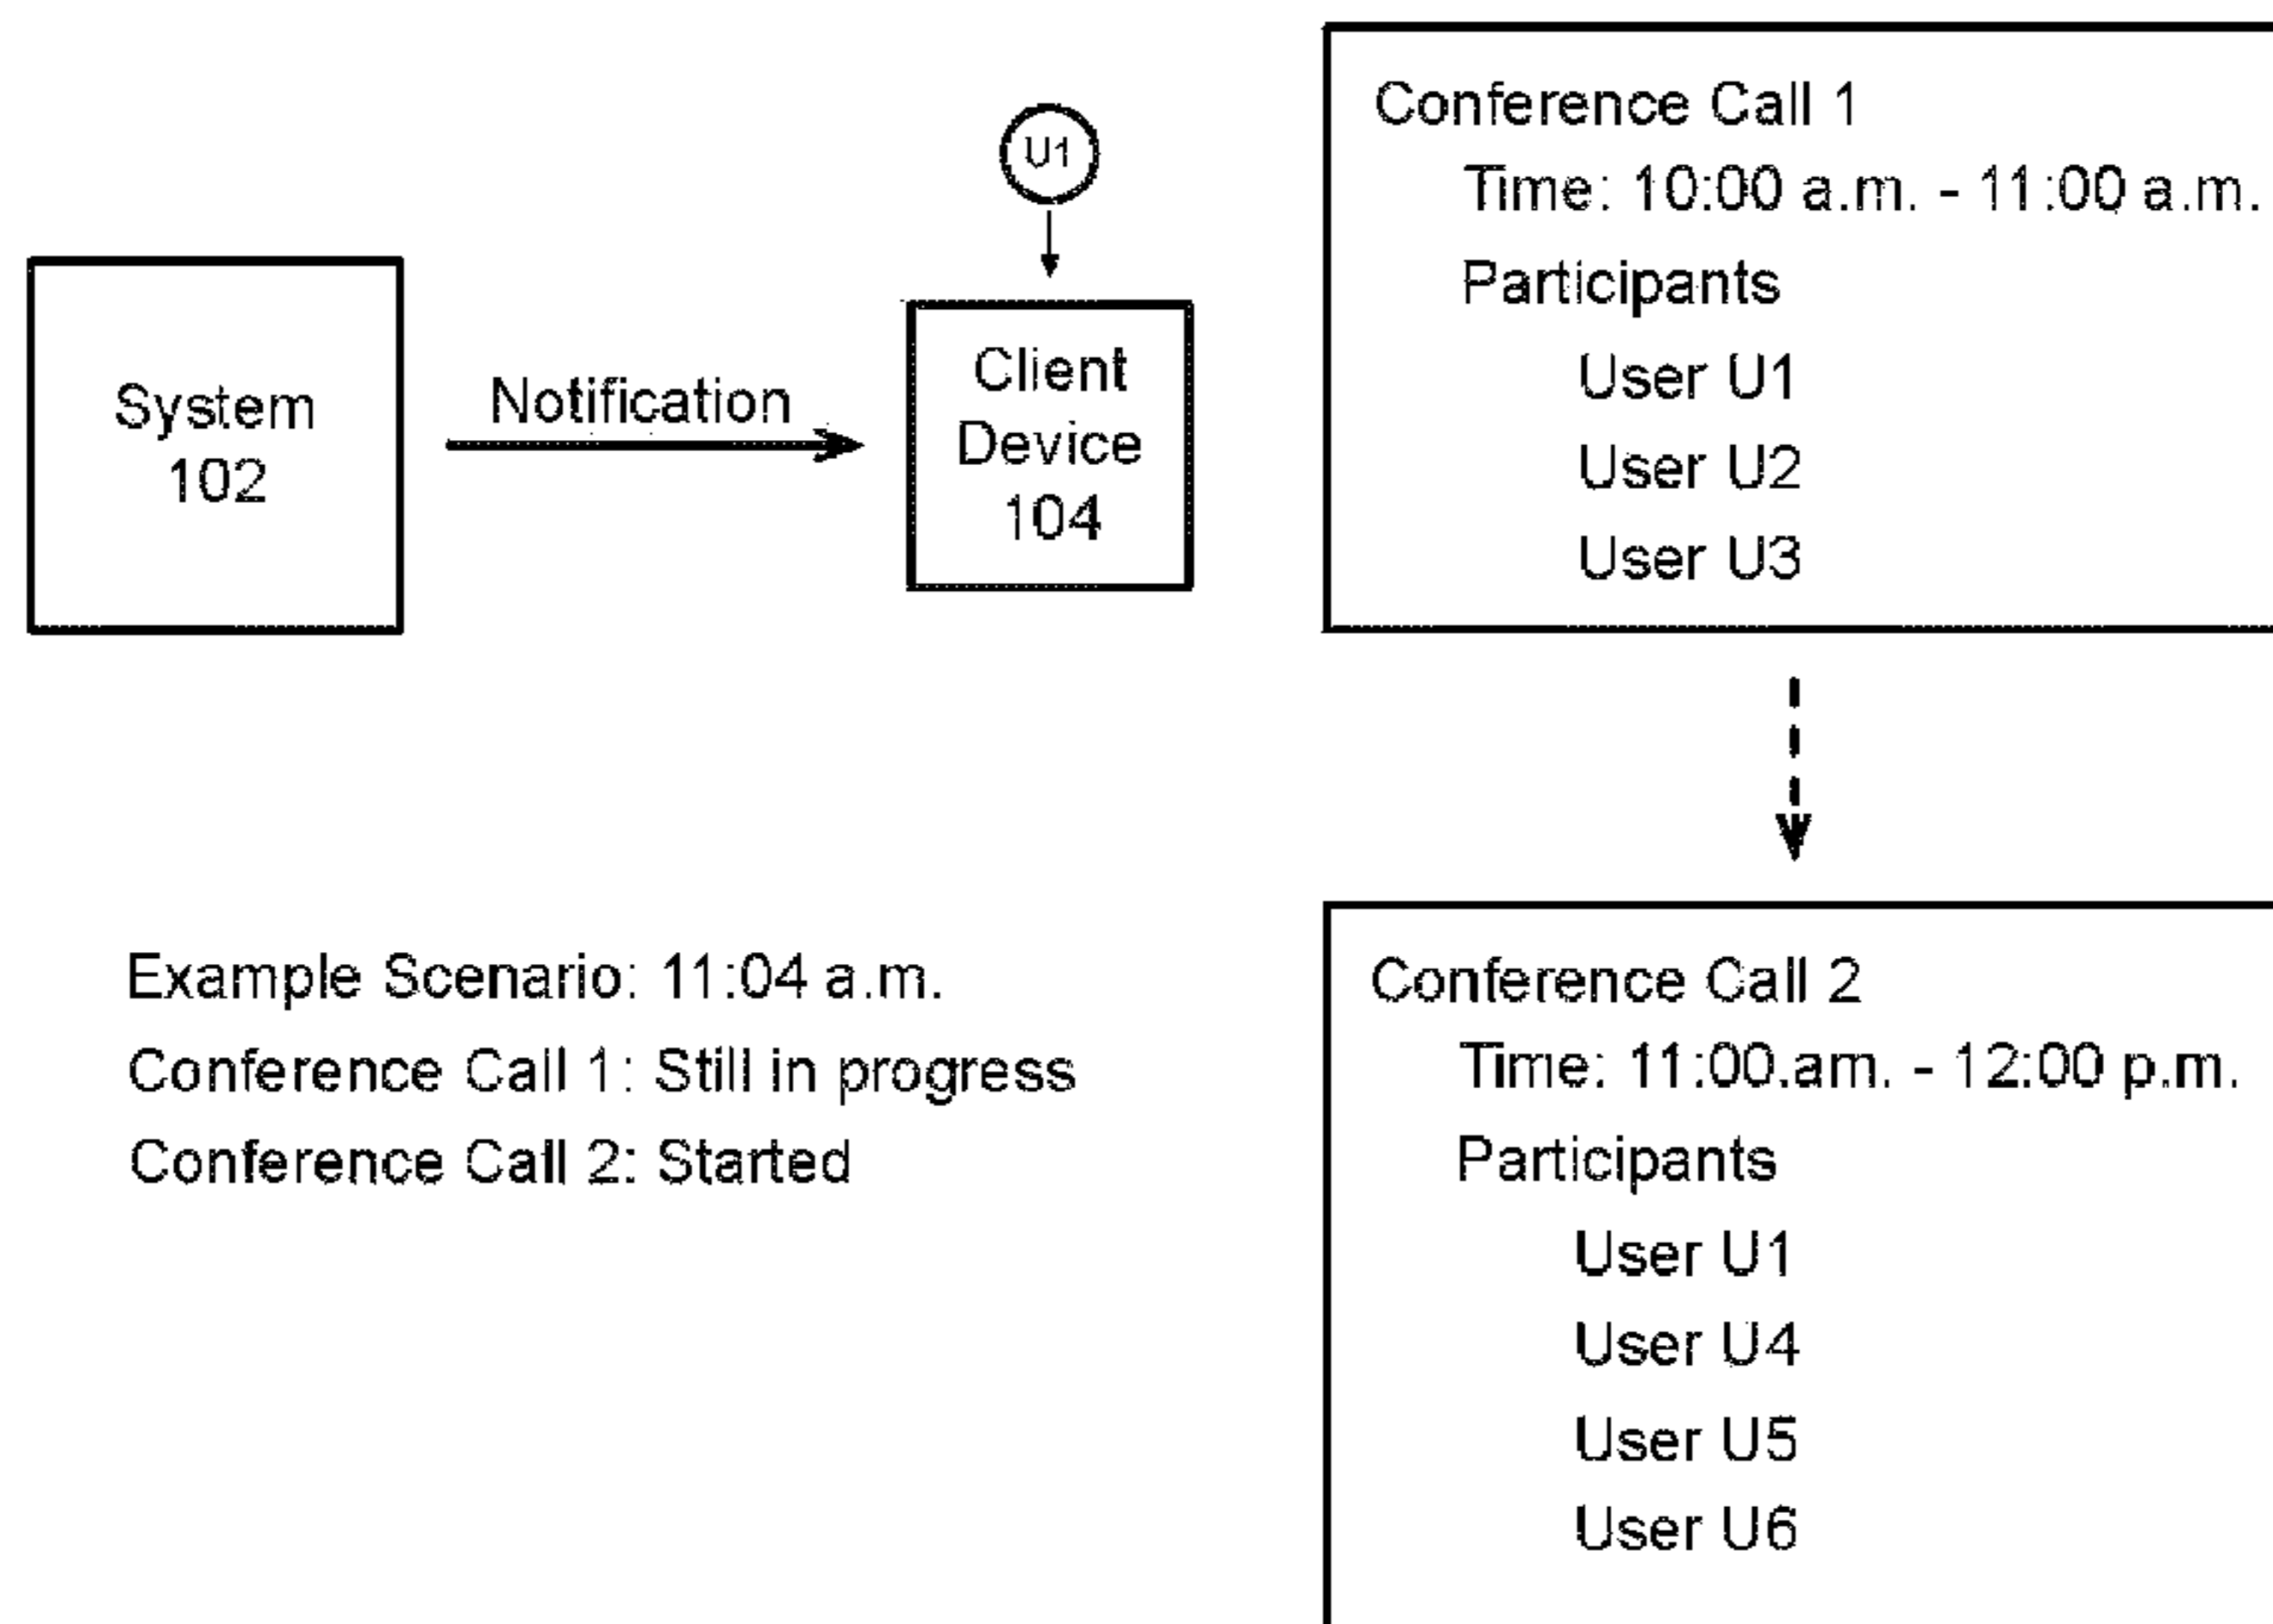 U1
System
102
Notification
Client
Device
104
Conference Call 1
Time: 10:00 a.m. - 11:00 a.m.
Participants
User U1
User U2
User U3
Example Scenario: 11:04 a.m.
Conference Call 1: Still in progress
Conference Call 2: Started
Conference Call 2
Time: 11:00.am. - 12:00 p.m.
Participants
User U1
User U4
User U5
User U6